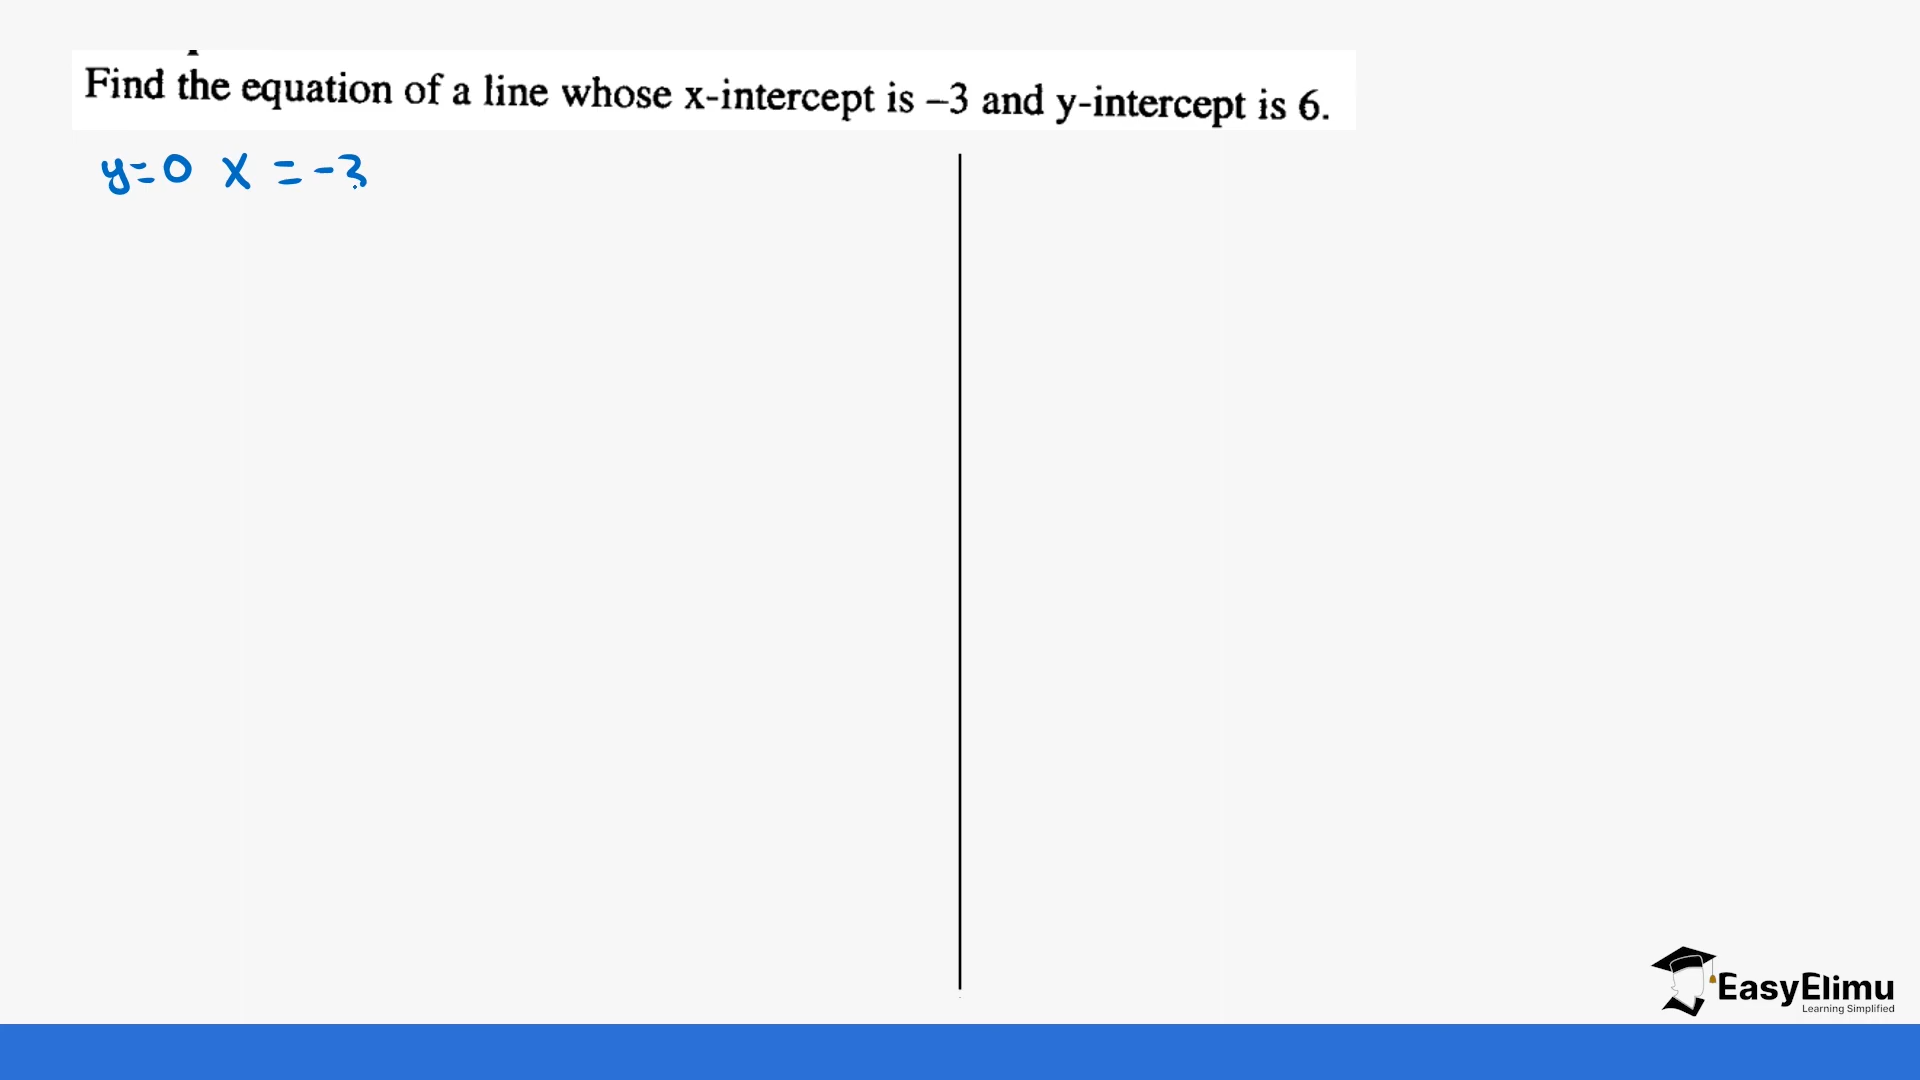 Find the equation of a line whose x-intercept is –3 and y-intercept is 6.
y=0 x = -3
EasyElimu
Learning Simplified